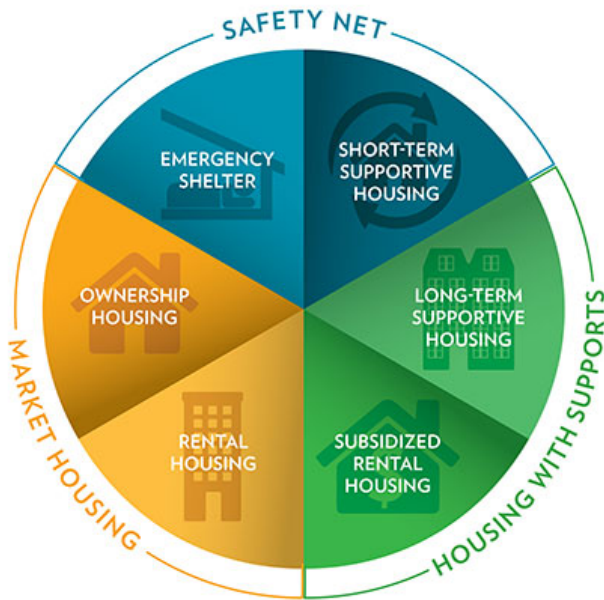 SAFETY NET
EMERGENCY
SHELTER
SHORT-TERM
SUPPORTIVE
HOUSING
OWNERSHIP
HOUSING
LONG-TERM
SUPPORTIVE
HOUSING
RENTAL
HOUSING
SUBSIDIZED
RENTAL
HOUSING
MARKET HOUSING
HOUSING WITH SUPPORTS